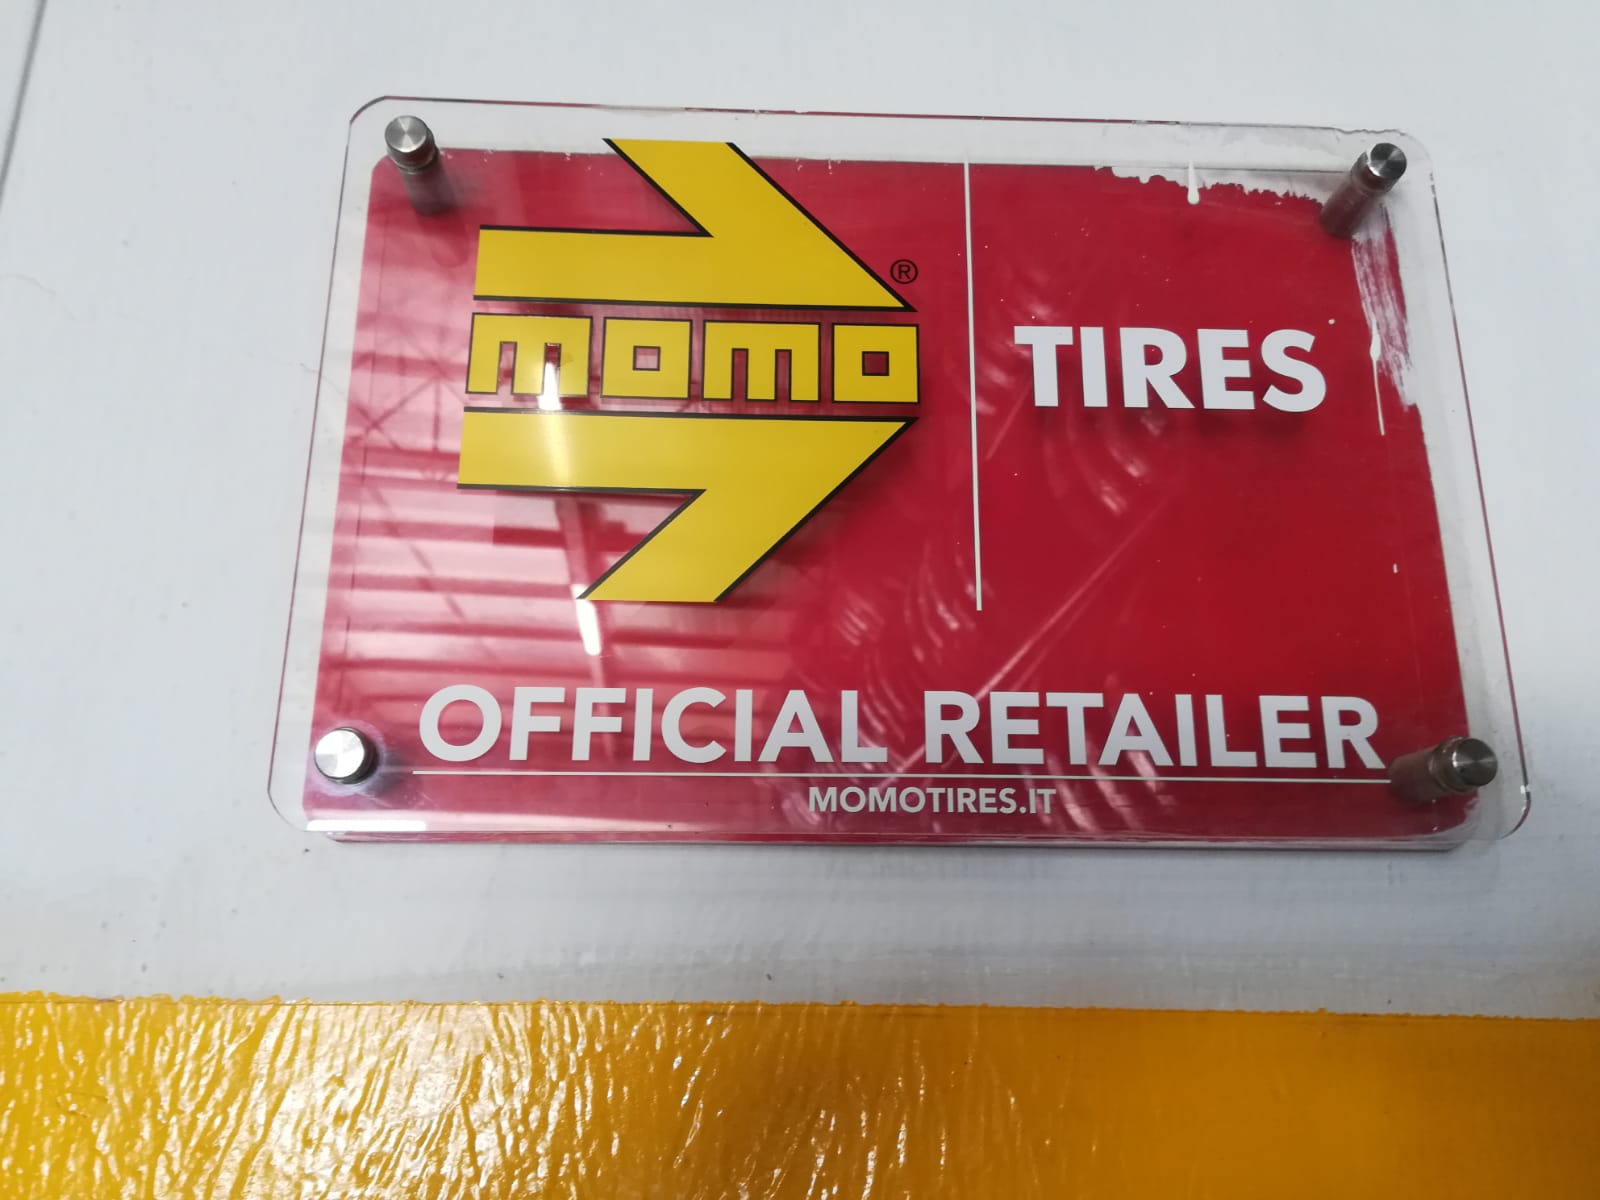 momo®
TIRES
OFFICIAL RETAILER
MOMOTIRES.IT